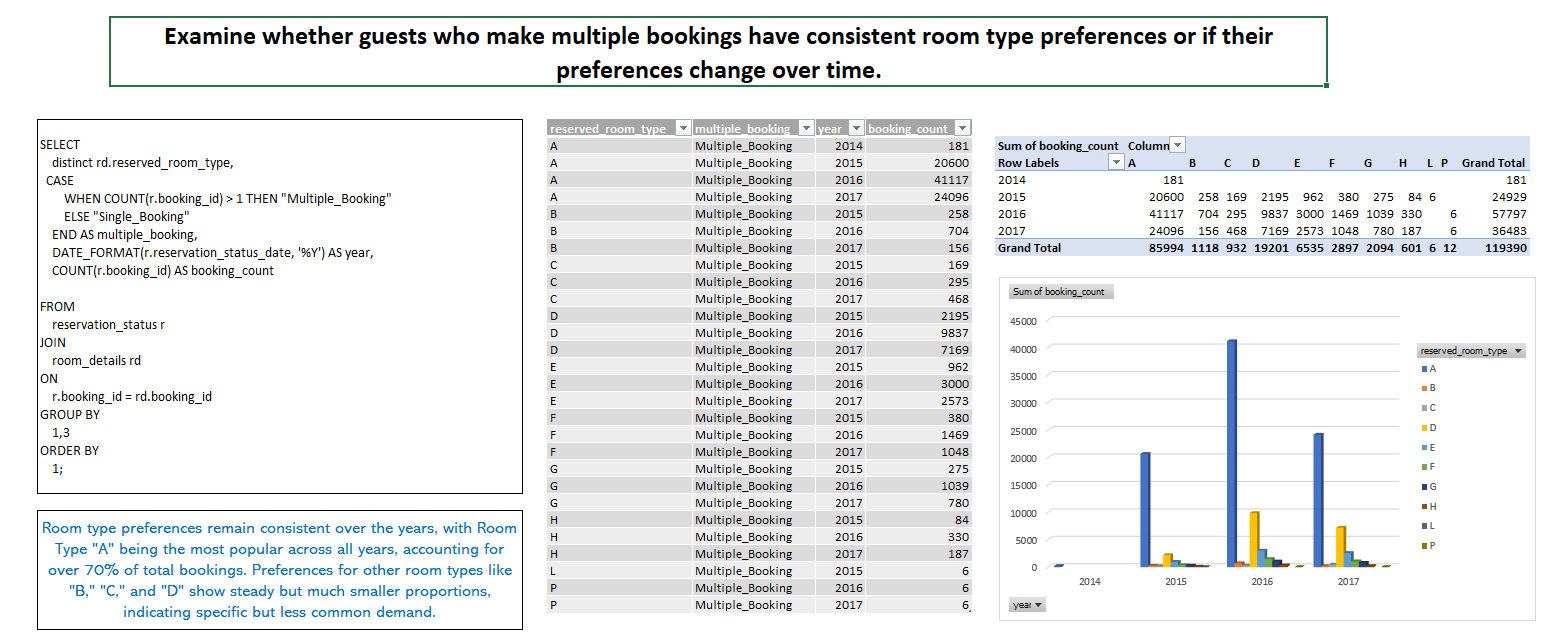 Examine whether guests who make multiple bookings have consistent room type preferences or if their
preferences change over time.
SELECT
distinct rd.reserved_room_type,
CASE
WHEN COUNT(r.booking_id) > 1 THEN "Multiple_Booking"
ELSE "Single_Booking"
END AS multiple_booking,
DATE_FORMAT(r.reservation_status_date, '%Y') AS year,
COUNT(r.booking_id) AS booking_count
FROM
reservation_status r
JOIN
room_details rd
ON
r.booking_id = rd.booking_id
GROUP BY
1,3
ORDER BY
1;
Room type preferences remain consistent over the years, with Room
Type "A" being the most popular across all years, accounting for
over 70% of total bookings. Preferences for other room types like
"B," "C," and "D" show steady but much smaller proportions,
indicating specific but less common demand.
reserved_room_type multiple_booking year booking_count
A Multiple_Booking 2014 181
A Multiple_Booking 2015 20600
A Multiple_Booking 2016 41117
A Multiple_Booking 2017 24096
B Multiple_Booking 2015 258
B Multiple_Booking 2016 704
B Multiple_Booking 2017 156
C Multiple_Booking 2015 169
C Multiple_Booking 2016 295
C Multiple_Booking 2017 468
D Multiple_Booking 2015 2195
D Multiple_Booking 2016 9837
D Multiple_Booking 2017 7169
E Multiple_Booking 2015 962
E Multiple_Booking 2016 3000
E Multiple_Booking 2017 2573
F Multiple_Booking 2015 380
F Multiple_Booking 2016 1469
F Multiple_Booking 2017 1048
G Multiple_Booking 2015 275
G Multiple_Booking 2016 1039
G Multiple_Booking 2017 780
H Multiple_Booking 2015 84
H Multiple_Booking 2016 330
H Multiple_Booking 2017 187
L Multiple_Booking 2015 6
P Multiple_Booking 2016 6
P Multiple_Booking 2017 6
Sum of booking_count Column
Row Labels A B C D E F G H L P Grand Total
2014 181 181
2015 20600 258 169 2195 962 380 275 84 6 24929
2016 41117 704 295 9837 3000 1469 1039 330 6 57797
2017 24096 156 468 7169 2573 1048 780 187 6 36483
Grand Total 85994 1118 932 19201 6535 2897 2094 601 6 12 119390
Sum of booking_count
45000
40000
35000
30000
25000
20000
15000
10000
5000
0
2014 2015 2016 2017
year
reserved_room_type
A
B
C
D
E
F
G
H
L
P